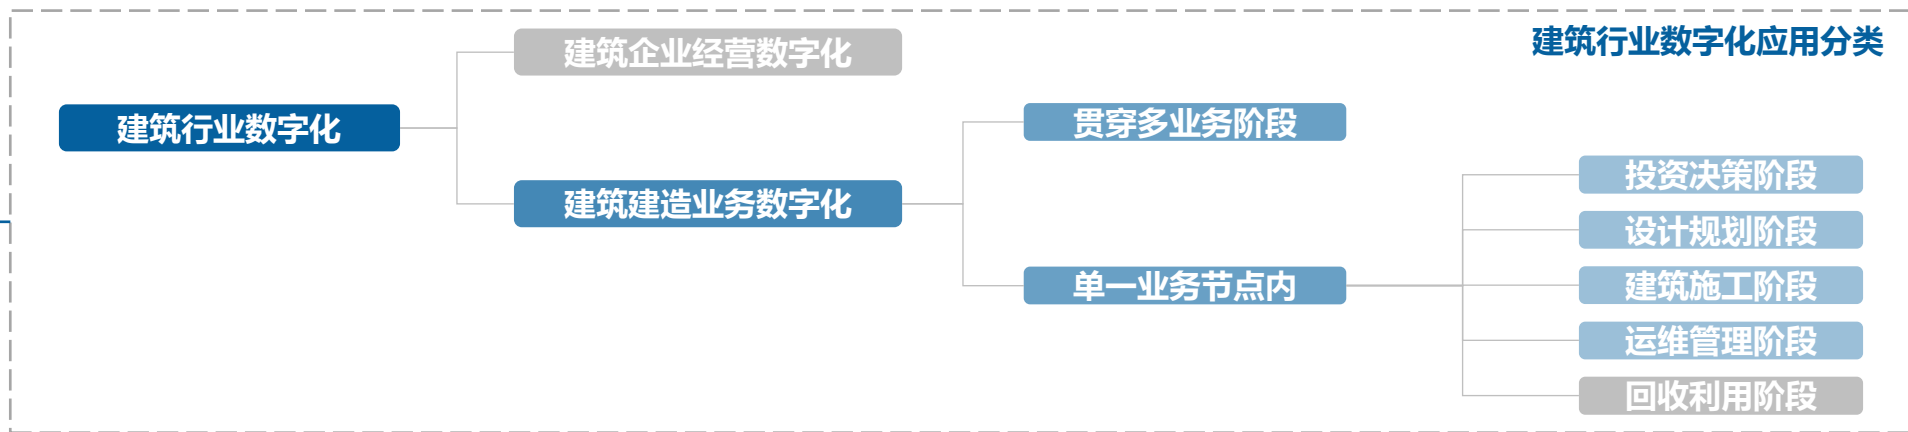 建筑行业数字化应用分类
建筑企业经营数字化
建筑行业数字化
贯穿多业务阶段
建筑建造业务数字化
投资决策阶段
设计规划阶段
单一业务节点内
建筑施工阶段
运维管理阶段
回收利用阶段